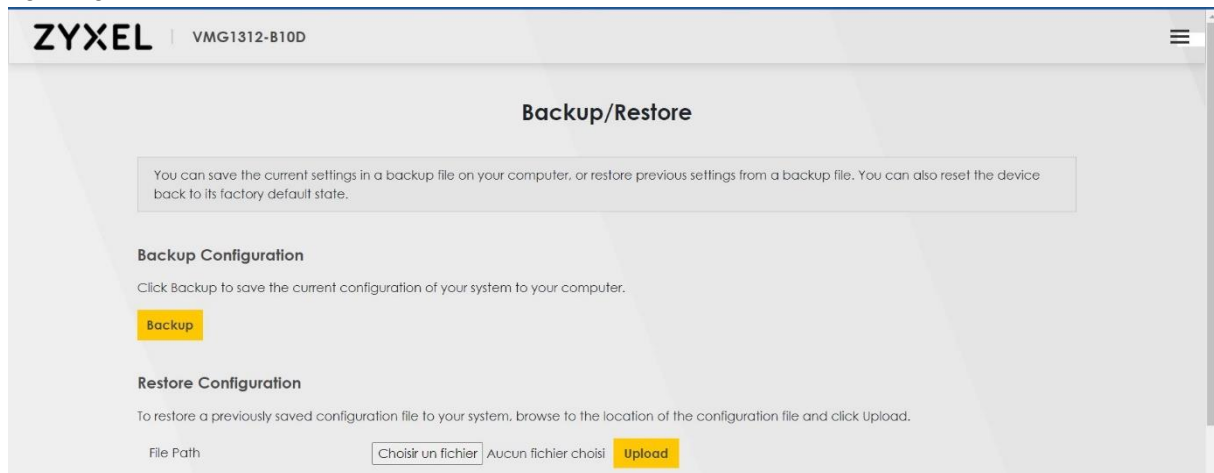 ZYXEL VMG1312-B10D
Backup/Restore
You can save the current settings in a backup file on your computer, or restore previous settings from a backup file. You can also reset the device
back to its factory default state.
Backup Configuration
Click Backup to save the current configuration of your system to your computer.
Backup
Restore Configuration
To restore a previously saved configuration file to your system, browse to the location of the configuration file and click Upload.
File Path Choisir un fichier Aucun fichier choisi Upload